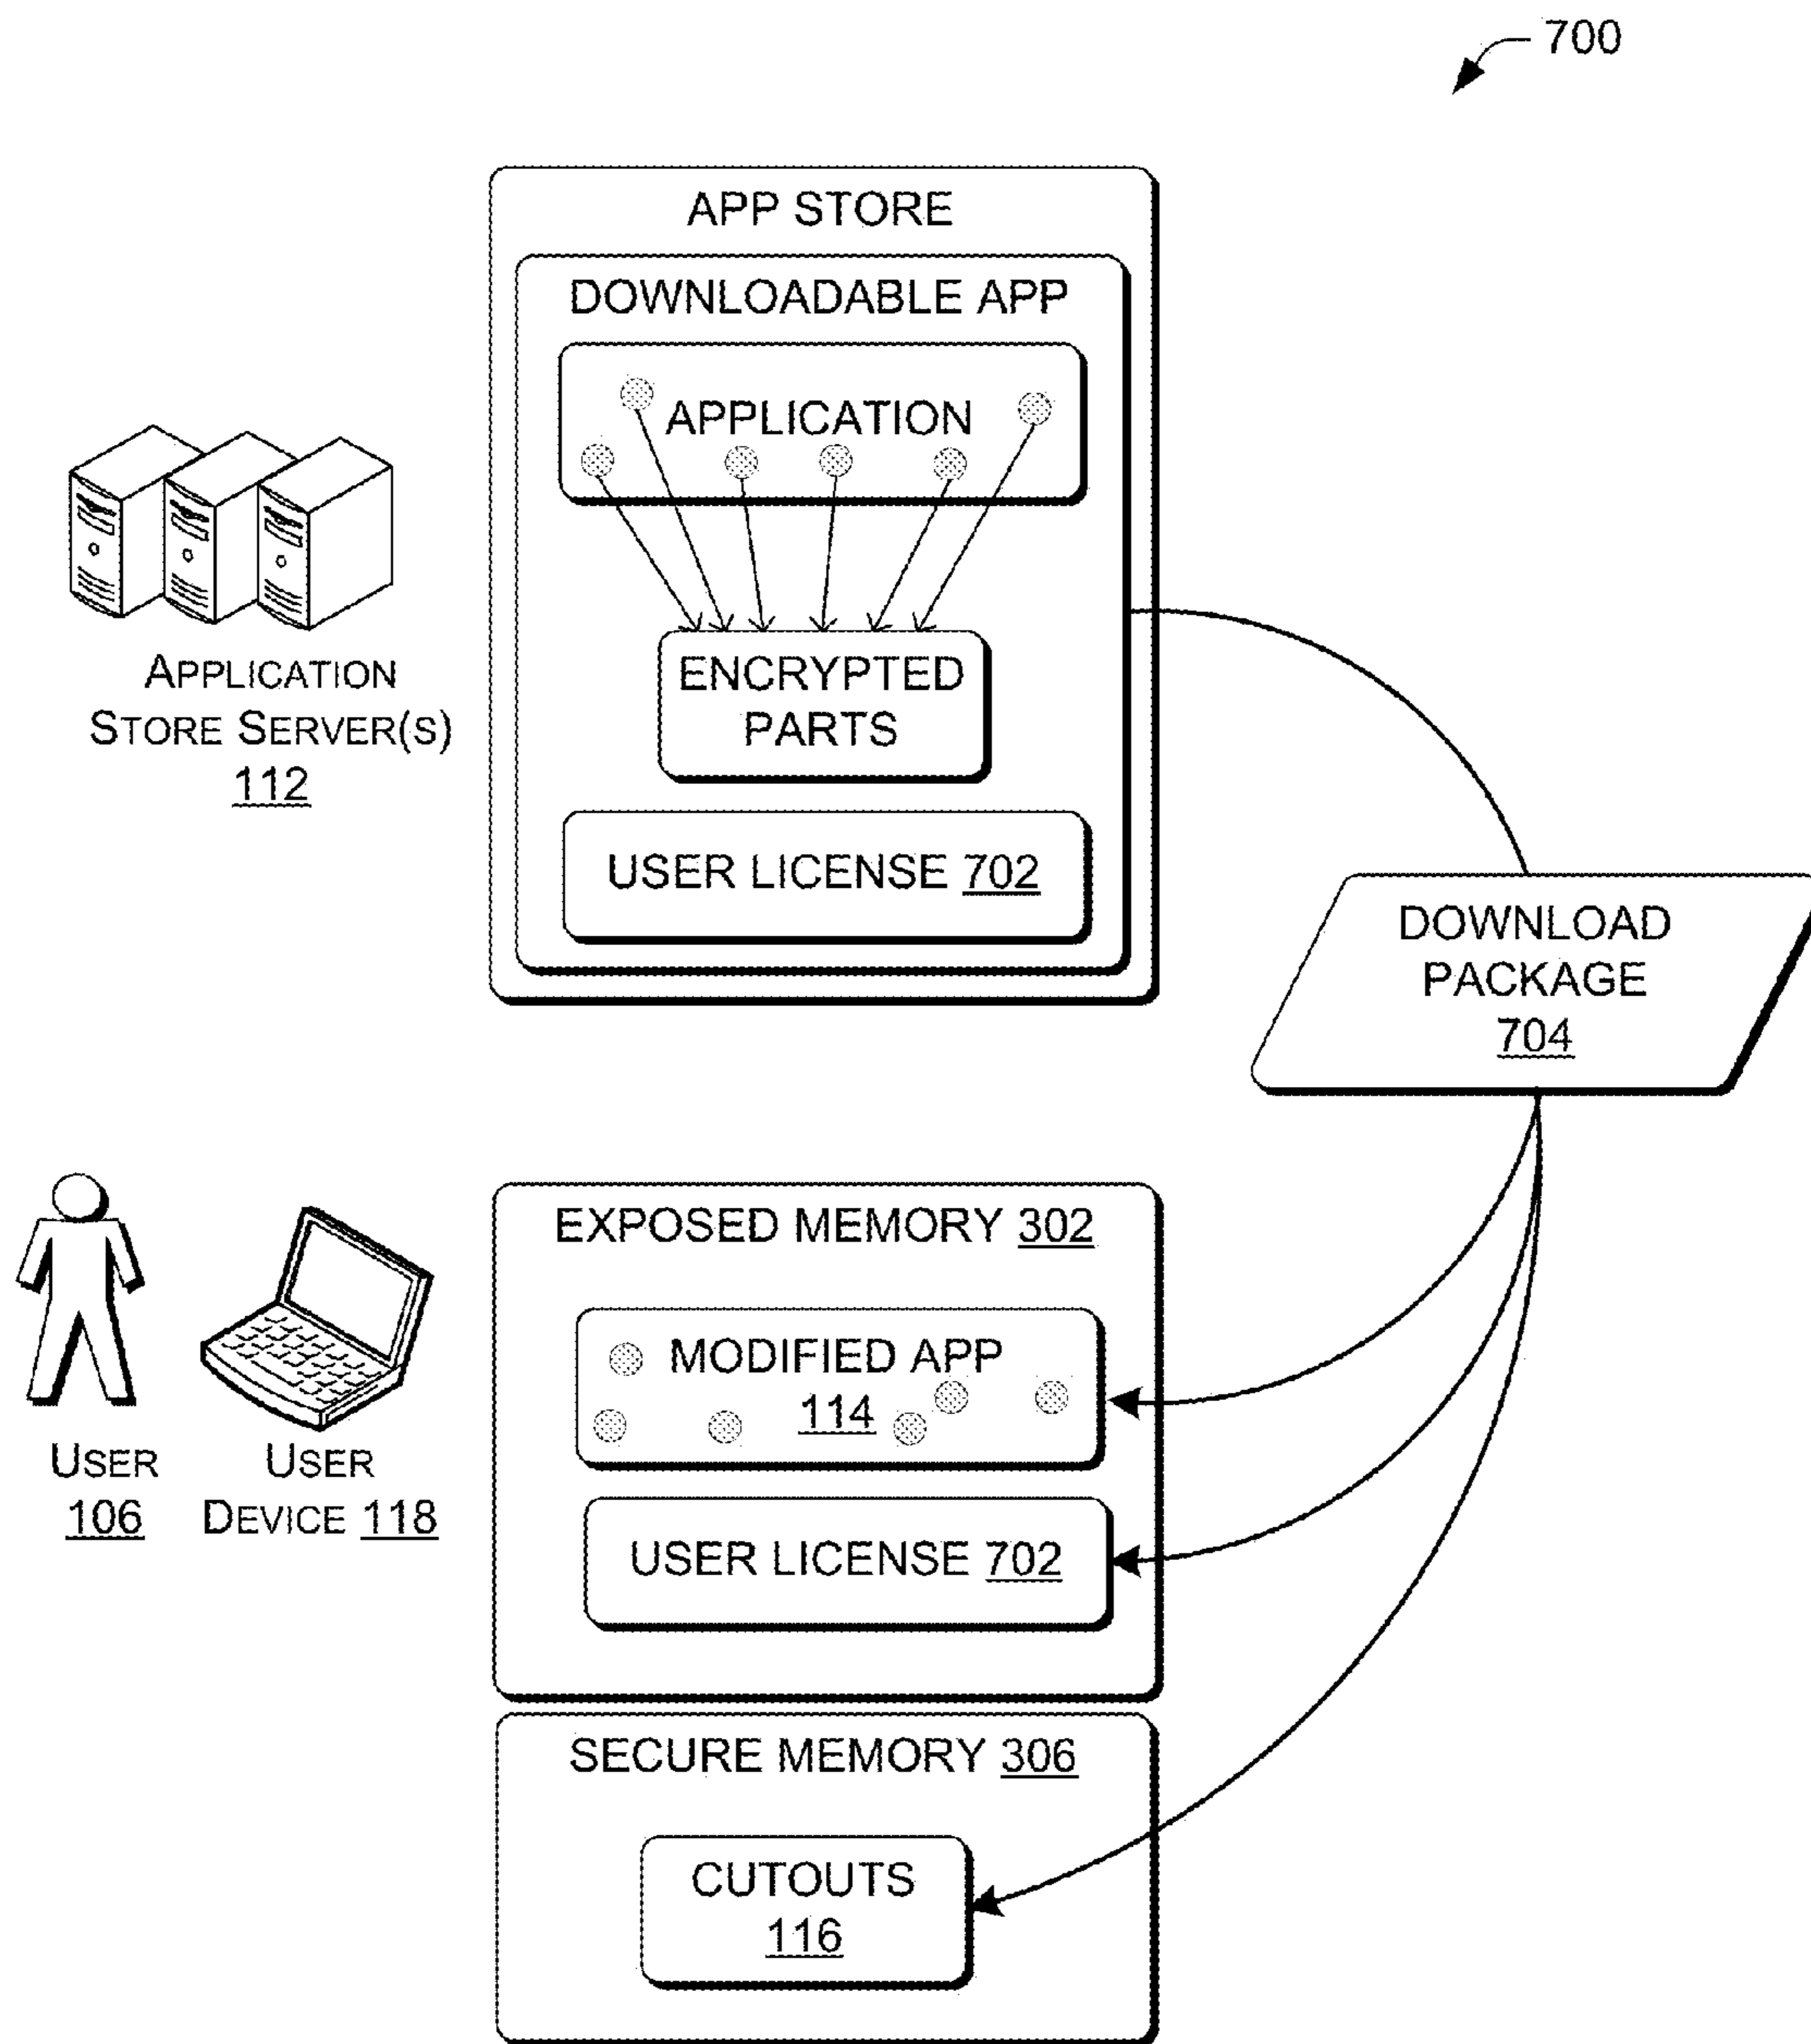 700
APP STORE
DOWNLOADABLE APP
APPLICATION
ENCRYPTED
PARTS
USER LICENSE 702
APPLICATION
STORE SERVER(S)
112
DOWNLOAD
PACKAGE
704
EXPOSED MEMORY 302
MODIFIED APP
114
USER LICENSE 702
USER
106
USER
DEVICE 118
SECURE MEMORY 306
CUTOUTS
116